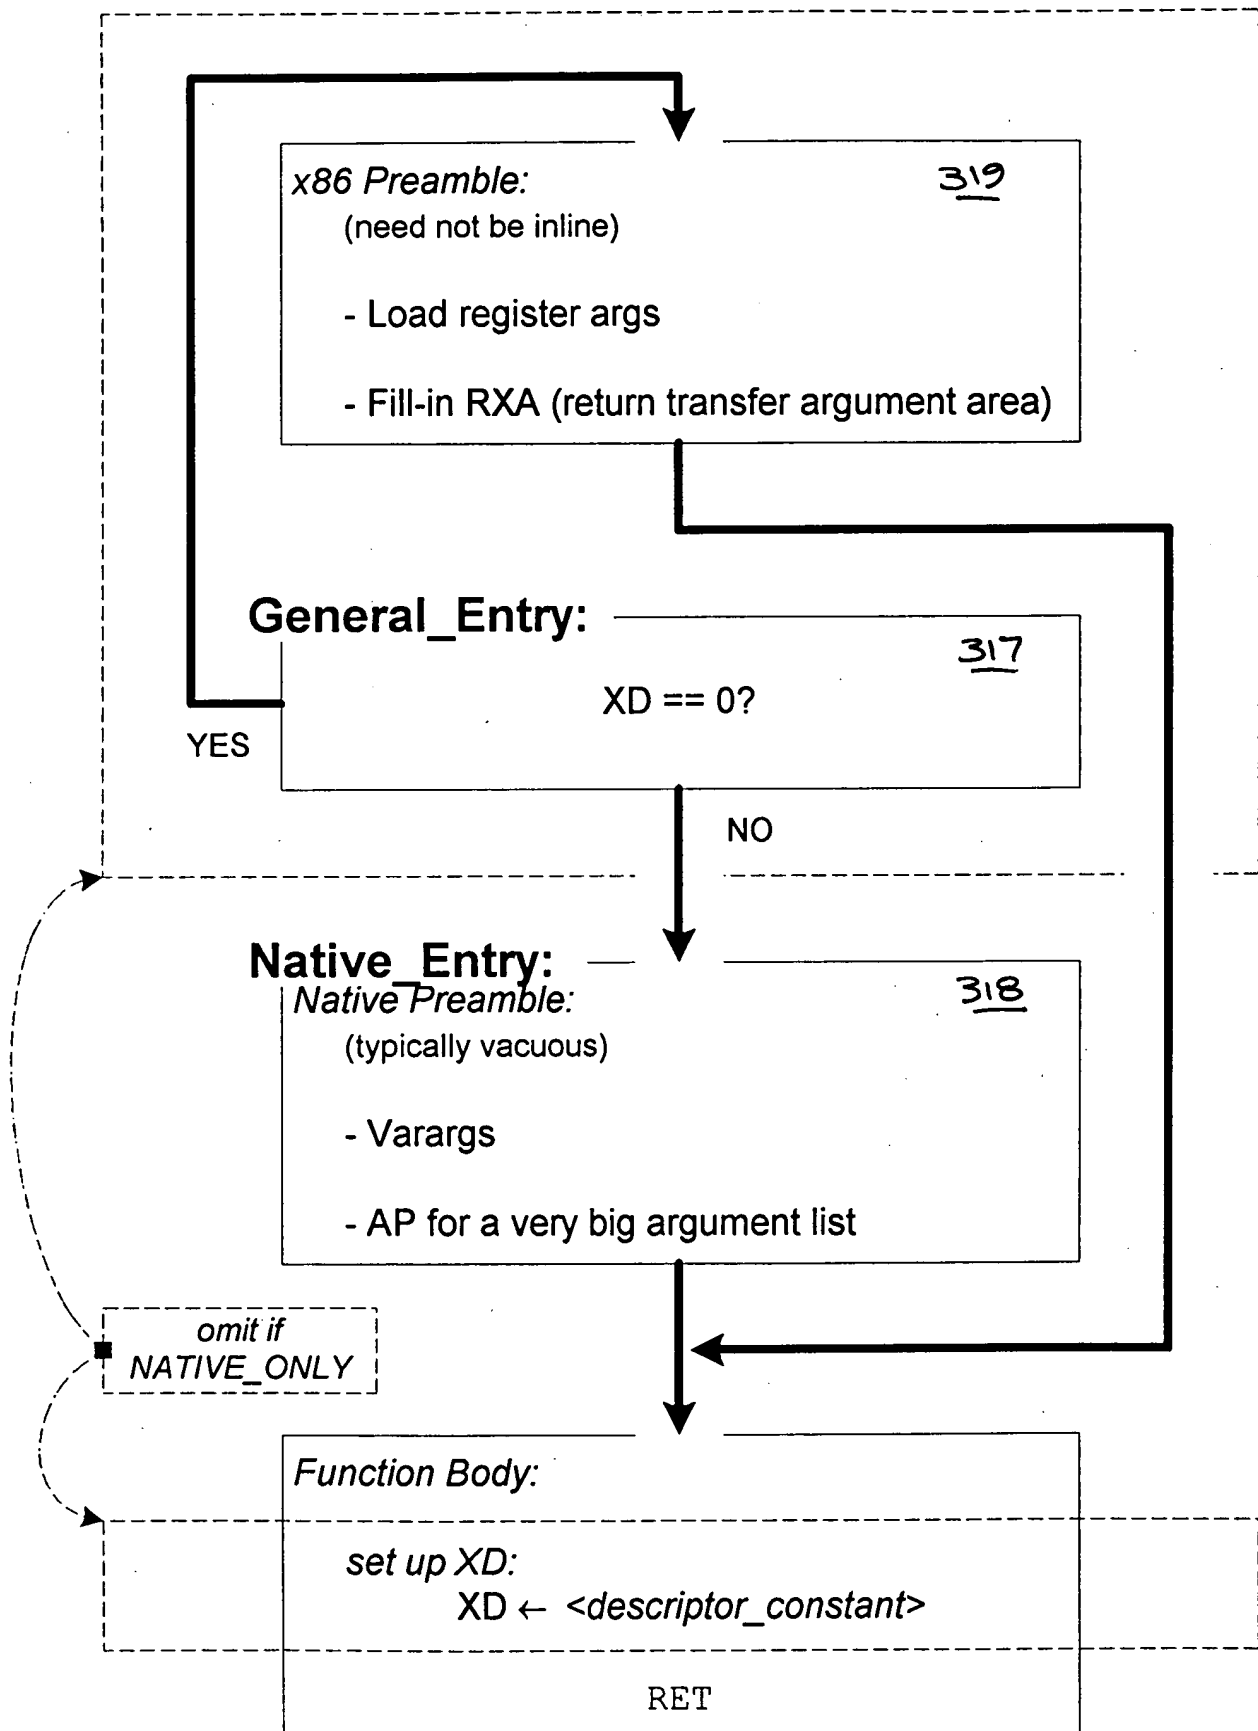 x86 Preamble:
319
(need not be inline)
- Load register args
- Fill-in RXA (return transfer argument area)
General_Entry:
317
XD == 0?
YES
NO
Native_Entry:
Native Preamble:
318
(typically vacuous)
- Varargs
- AP for a very big argument list
omit if
NATIVE_ONLY
Function Body:
set up XD:
XD ← <descriptor_constant>
RET